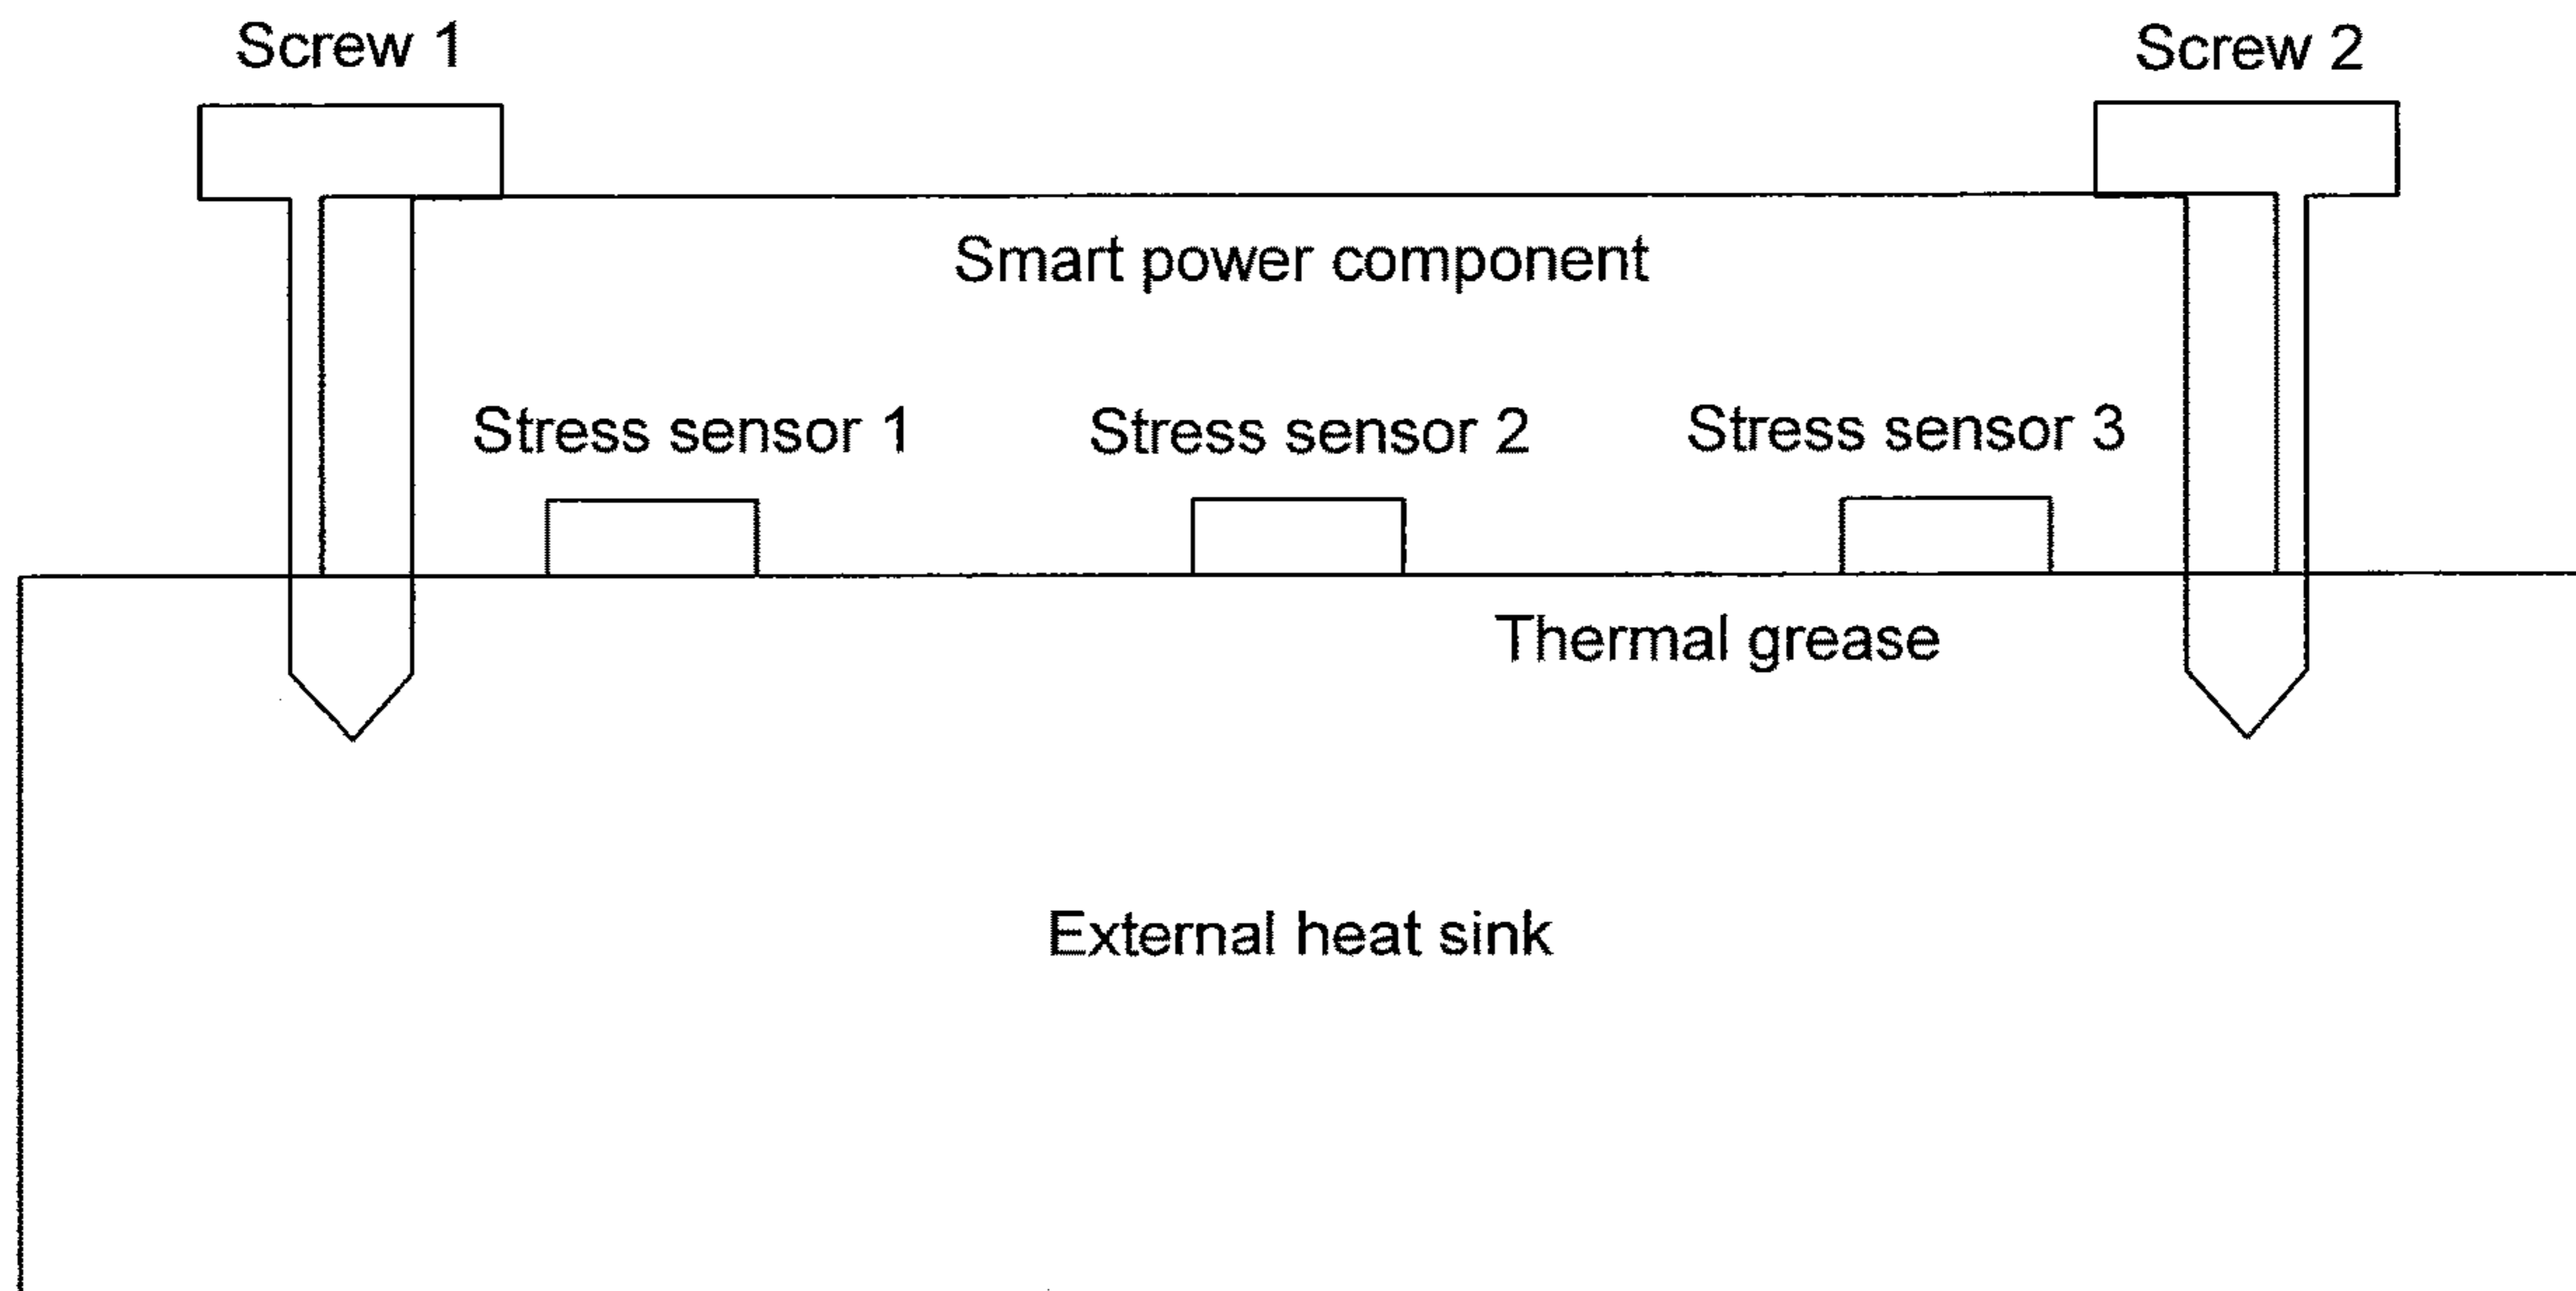 Screw 1
Screw 2
Smart power component
Stress sensor 1
Stress sensor 2
Stress sensor 3
Thermal grease
External heat sink